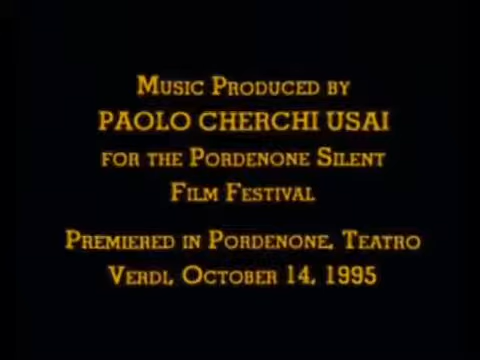 Music Produced by
PAOLO CHERCHI USAI
for the Pordenone Silent
Film Festival
Premiered in Pordenone, Teatro
Verdi, October 14, 1995